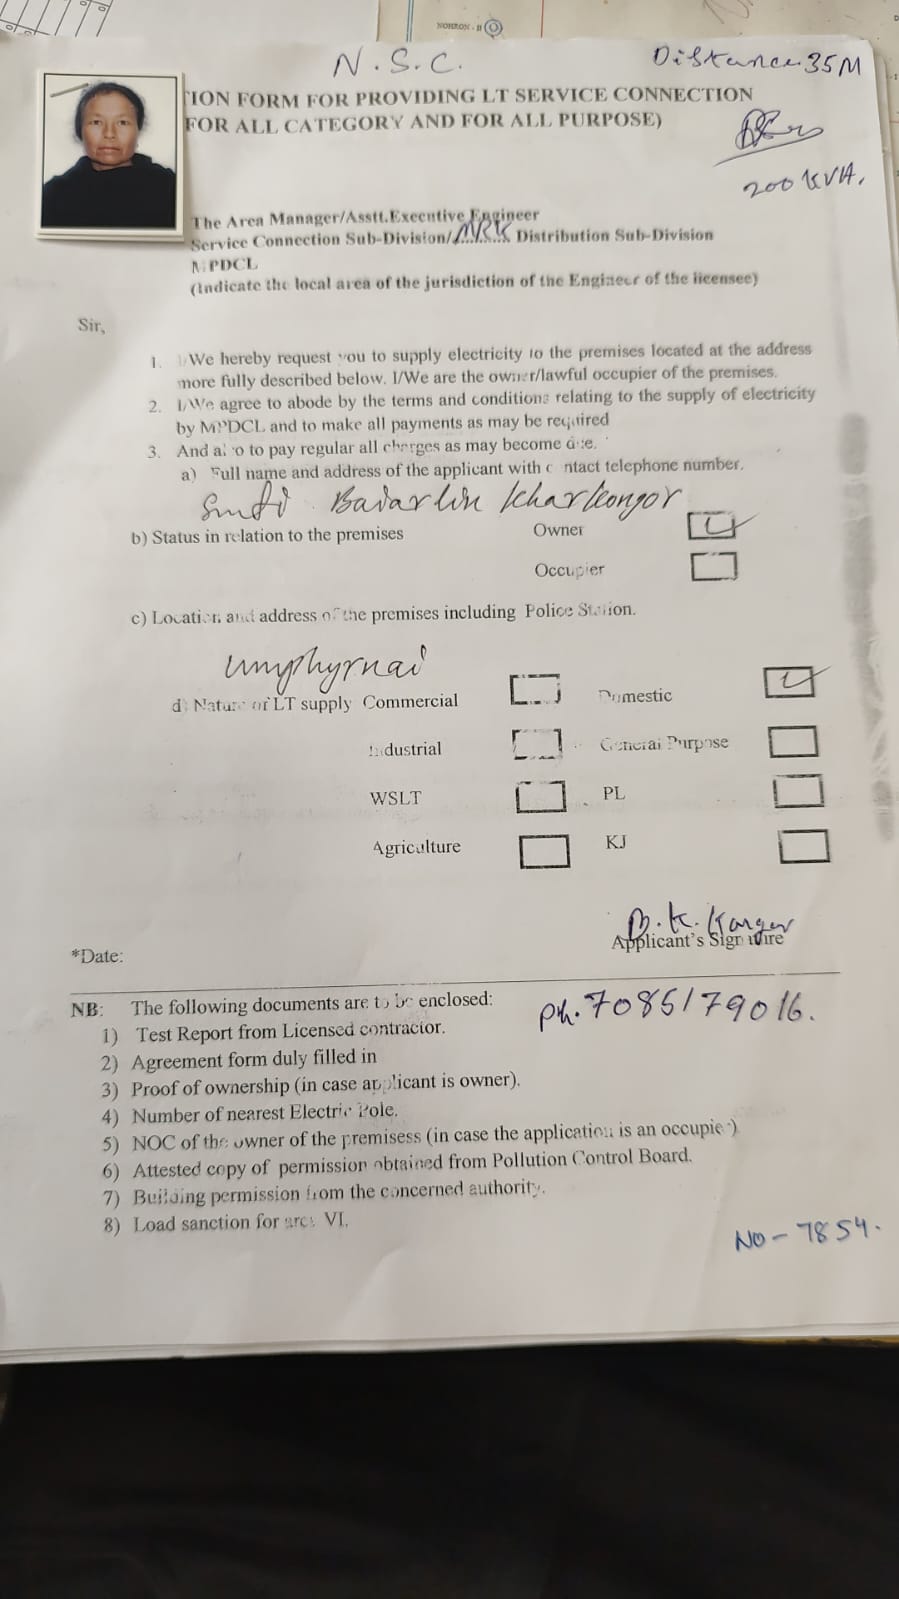 NOHRON - II
N.S.C.
Distance 35M
ION FORM FOR PROVIDING LT SERVICE CONNECTION
FOR ALL CATEGORY AND FOR ALL PURPOSE)
200 KVA.
The Area Manager/Asstt.Executive Engineer
Service Connection Sub-Division/MRK Distribution Sub-Division
MPDCL
(Indicate the local area of the jurisdiction of the Engineer of the licensee)
Sir,
1. I/We hereby request you to supply electricity to the premises located at the address
more fully described below. I/We are the owner/lawful occupier of the premises.
2. I/We agree to abode by the terms and conditions relating to the supply of electricity
by MPDCL and to make all payments as may be required
3. And also to pay regular all charges as may become due.
a) Full name and address of the applicant with contact telephone number.
Smti Badarlin Kharkongor
b) Status in relation to the premises Owner
Occupier
c) Location and address of the premises including Police Station.
Umphyrnai
d) Nature of LT supply Commercial Domestic
Industrial General Purpose
WSLT PL
Agriculture KJ
*Date:
Applicant's Signature
NB: The following documents are to be enclosed:
ph. 7085179016.
1) Test Report from Licensed contractor.
2) Agreement form duly filled in
3) Proof of ownership (in case applicant is owner).
4) Number of nearest Electric Pole.
5) NOC of the owner of the premisess (in case the application is an occupier)
6) Attested copy of permission obtained from Pollution Control Board.
7) Building permission from the concerned authority.
8) Load sanction for VI.
NO - 7854.